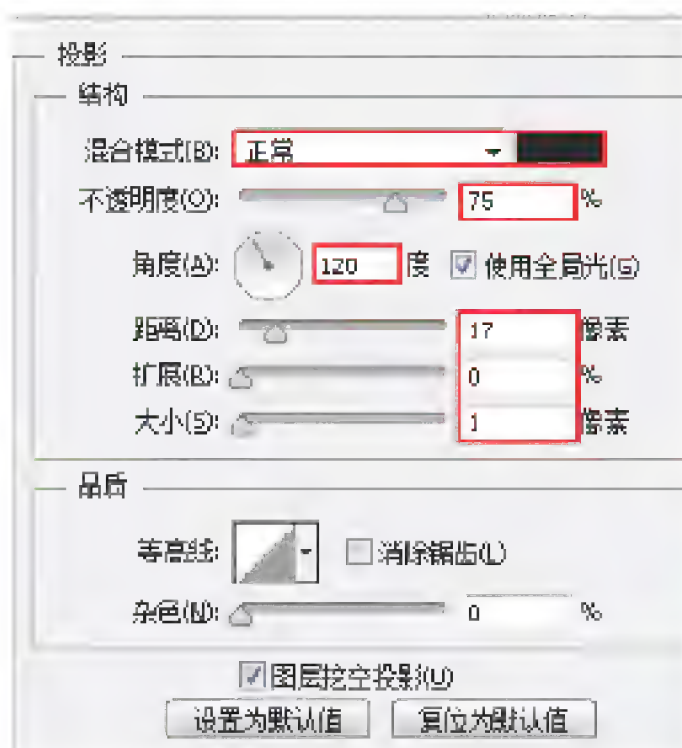 投影
结构
混合模式(B): 正常
不透明度(O): 75 %
角度(A): 120 度 使用全局光(G)
距离(D): 17 像素
扩展(R): 0 %
大小(S): 1 像素
品质
等高线: 消除锯齿(L)
杂色(N): 0 %
图层挖空投影(U)
设置为默认值 复位为默认值